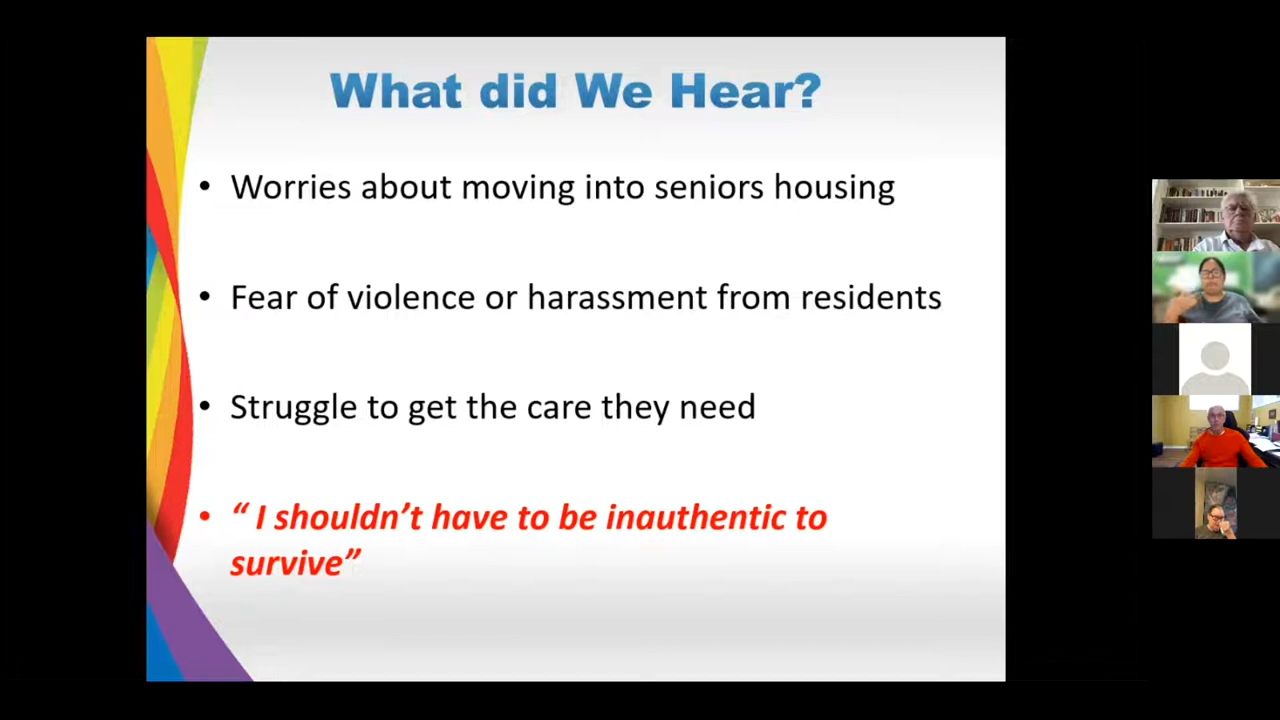 What did We Hear?
• Worries about moving into seniors housing
• Fear of violence or harassment from residents
• Struggle to get the care they need
• “ I shouldn’t have to be inauthentic to
survive”